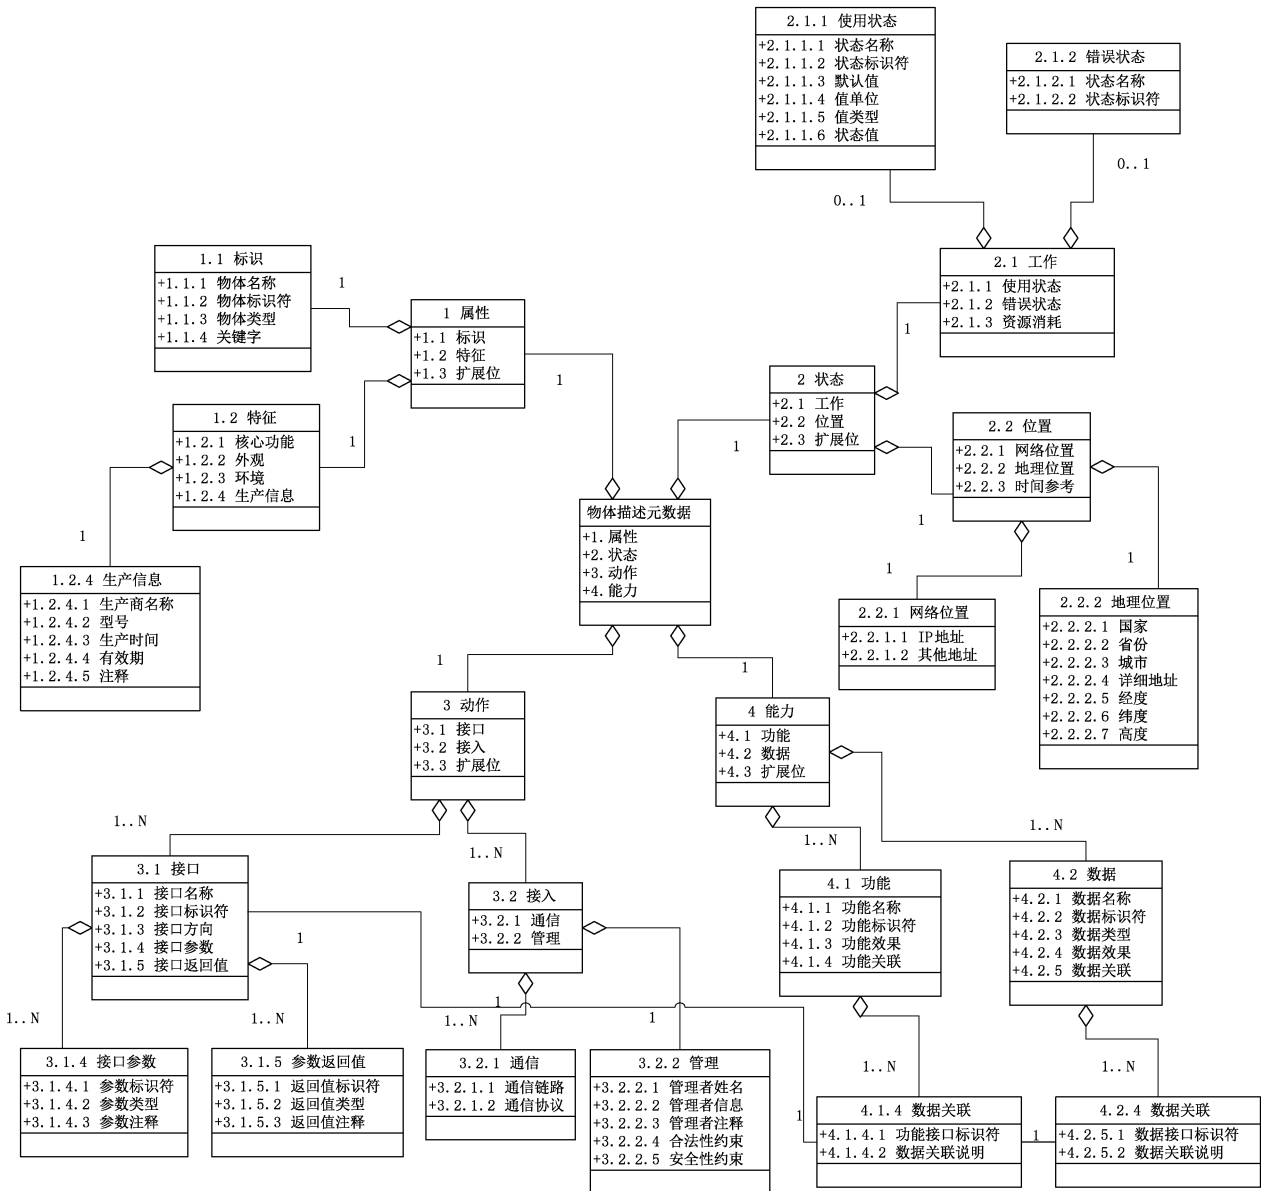 2.1.1 使用状态
+2.1.1.1 状态名称
+2.1.1.2 状态标识符
+2.1.1.3 默认值
+2.1.1.4 值单位
+2.1.1.5 值类型
+2.1.1.6 状态值
2.1.2 错误状态
+2.1.2.1 状态名称
+2.1.2.2 状态标识符
0..1
0..1
1.1 标识
+1.1.1 物体名称
+1.1.2 物体标识符
+1.1.3 物体类型
+1.1.4 关键字
1
1 属性
+1.1 标识
+1.2 特征
+1.3 扩展位
2.1 工作
+2.1.1 使用状态
+2.1.2 错误状态
+2.1.3 资源消耗
1
1
2 状态
+2.1 工作
+2.2 位置
+2.3 扩展位
1
1.2 特征
+1.2.1 核心功能
+1.2.2 外观
+1.2.3 环境
+1.2.4 生产信息
1
2.2 位置
+2.2.1 网络位置
+2.2.2 地理位置
+2.2.3 时间参考
1
物体描述元数据
+1.属性
+2.状态
+3.动作
+4.能力
1
1
1
1.2.4 生产信息
+1.2.4.1 生产商名称
+1.2.4.2 型号
+1.2.4.3 生产时间
+1.2.4.4 有效期
+1.2.4.5 注释
2.2.1 网络位置
+2.2.1.1 IP地址
+2.2.1.2 其他地址
2.2.2 地理位置
+2.2.2.1 国家
+2.2.2.2 省份
+2.2.2.3 城市
+2.2.2.4 详细地址
+2.2.2.5 经度
+2.2.2.6 纬度
+2.2.2.7 高度
1
1
3 动作
+3.1 接口
+3.2 接入
+3.3 扩展位
4 能力
+4.1 功能
+4.2 数据
+4.3 扩展位
1..N
1..N
1..N
1..N
3.1 接口
+3.1.1 接口名称
+3.1.2 接口标识符
+3.1.3 接口方向
+3.1.4 接口参数
+3.1.5 接口返回值
3.2 接入
+3.2.1 通信
+3.2.2 管理
4.1 功能
+4.1.1 功能名称
+4.1.2 功能标识符
+4.1.3 功能效果
+4.1.4 功能关联
4.2 数据
+4.2.1 数据名称
+4.2.2 数据标识符
+4.2.3 数据类型
+4.2.4 数据效果
+4.2.5 数据关联
1
1
1..N
1..N
1..N
1
3.1.4 接口参数
+3.1.4.1 参数标识符
+3.1.4.2 参数类型
+3.1.4.3 参数注释
3.1.5 参数返回值
+3.1.5.1 返回值标识符
+3.1.5.2 返回值类型
+3.1.5.3 返回值注释
3.2.1 通信
+3.2.1.1 通信链路
+3.2.1.2 通信协议
3.2.2 管理
+3.2.2.1 管理者姓名
+3.2.2.2 管理者信息
+3.2.2.3 管理者注释
+3.2.2.4 合法性约束
+3.2.2.5 安全性约束
1..N
1..N
1
4.1.4 数据关联
+4.1.4.1 功能接口标识符
+4.1.4.2 数据关联说明
1
4.2.4 数据关联
+4.2.5.1 数据接口标识符
+4.2.5.2 数据关联说明